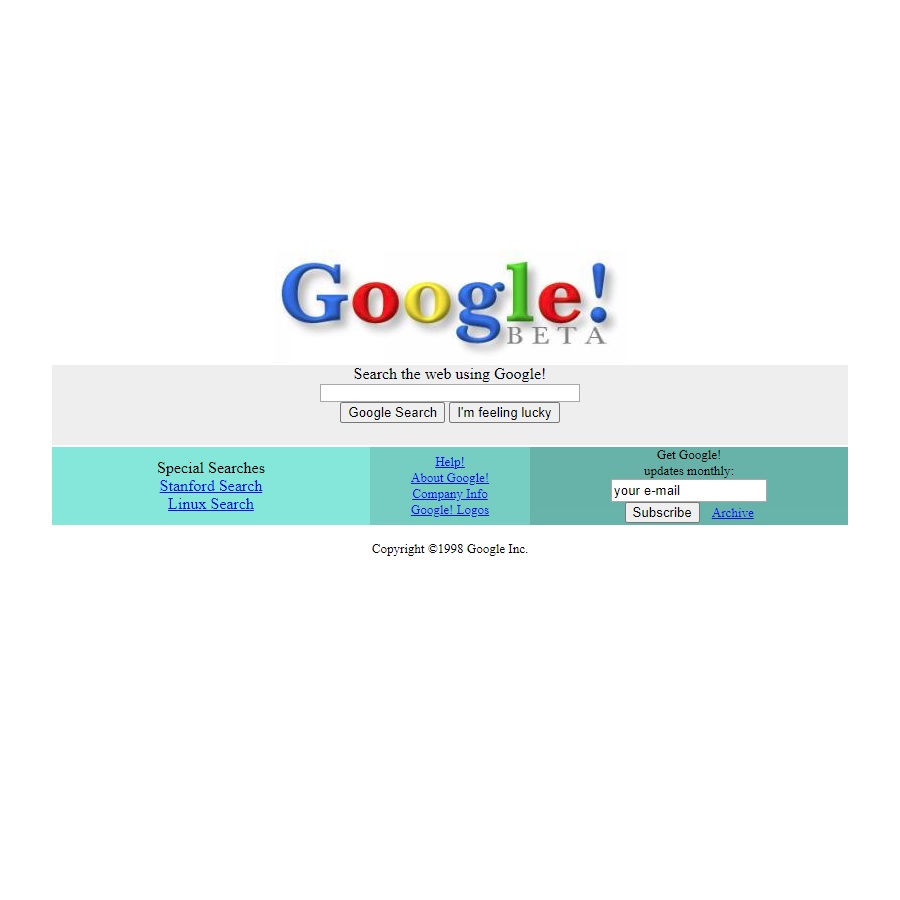 Google!
BETA
Search the web using Google!
Google Search I'm feeling lucky
Special Searches
Stanford Search
Linux Search
Help!
About Google!
Company Info
Google! Logos
Get Google!
updates monthly:
your e-mail
Subscribe Archive
Copyright ©1998 Google Inc.